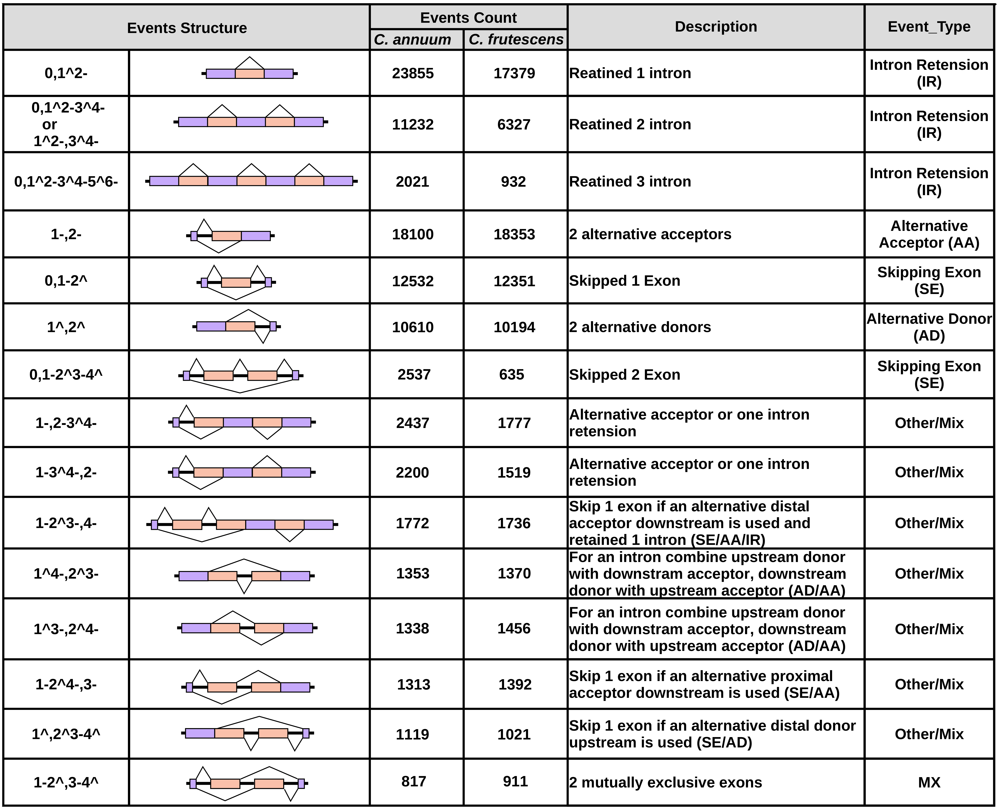 Events Structure
Events Count
Description
Event_Type
C. annuum
C. frutescens
0,1^2-
23855
17379
Reatined 1 intron
Intron Retension
(IR)
0,1^2-3^4-
or
1^2-,3^4-
11232
6327
Reatined 2 intron
Intron Retension
(IR)
0,1^2-3^4-5^6-
2021
932
Reatined 3 intron
Intron Retension
(IR)
1-,2-
18100
18353
2 alternative acceptors
Alternative
Acceptor (AA)
0,1-2^
12532
12351
Skipped 1 Exon
Skipping Exon
(SE)
1^,2^
10610
10194
2 alternative donors
Alternative Donor
(AD)
0,1-2^3-4^
2537
635
Skipped 2 Exon
Skipping Exon
(SE)
1-,2-3^4-
2437
1777
Alternative acceptor or one intron
retension
Other/Mix
1-3^4-,2-
2200
1519
Alternative acceptor or one intron
retension
Other/Mix
1-2^3-,4-
1772
1736
Skip 1 exon if an alternative distal
acceptor downstream is used and
retained 1 intron (SE/AA/IR)
Other/Mix
1^4-,2^3-
1353
1370
For an intron combine upstream donor
with downstram acceptor, downstream
donor with upstream acceptor (AD/AA)
Other/Mix
1^3-,2^4-
1338
1456
For an intron combine upstream donor
with downstram acceptor, downstream
donor with upstream acceptor (AD/AA)
Other/Mix
1-2^4-,3-
1313
1392
Skip 1 exon if an alternative proximal
acceptor downstream is used (SE/AA)
Other/Mix
1^,2^3-4^
1119
1021
Skip 1 exon if an alternative distal donor
upstream is used (SE/AD)
Other/Mix
1-2^,3-4^
817
911
2 mutually exclusive exons
MX